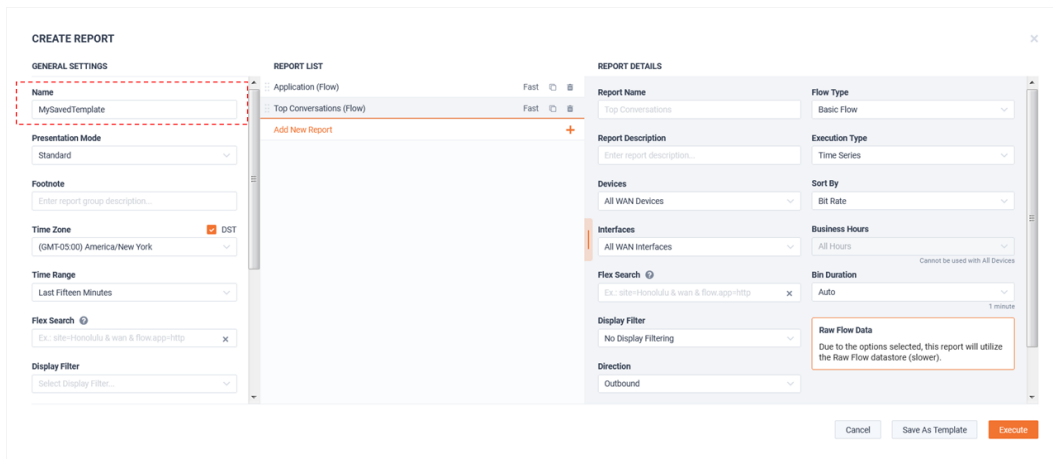 CREATE REPORT
GENERAL SETTINGS
Name
MySavedTemplate
Presentation Mode
Standard
Footnote
Enter report group description...
Time Zone
DST
(GMT-05:00) America/New York
Time Range
Last Fifteen Minutes
Flex Search
Ex.: site=Honolulu & wan & flow.app=http
Display Filter
Select Display Filter...
REPORT LIST
Application (Flow) Fast
Top Conversations (Flow) Fast
Add New Report
REPORT DETAILS
Report Name
Top Conversations
Report Description
Enter report description...
Devices
All WAN Devices
Interfaces
All WAN Interfaces
Flex Search
Ex.: site=Honolulu & wan & flow.app=http
Display Filter
No Display Filtering
Direction
Outbound
Flow Type
Basic Flow
Execution Type
Time Series
Sort By
Bit Rate
Business Hours
All Hours
Cannot be used with All Devices
Bin Duration
Auto
1 minute
Raw Flow Data
Due to the options selected, this report will utilize
the Raw Flow datastore (slower).
Cancel
Save As Template
Execute